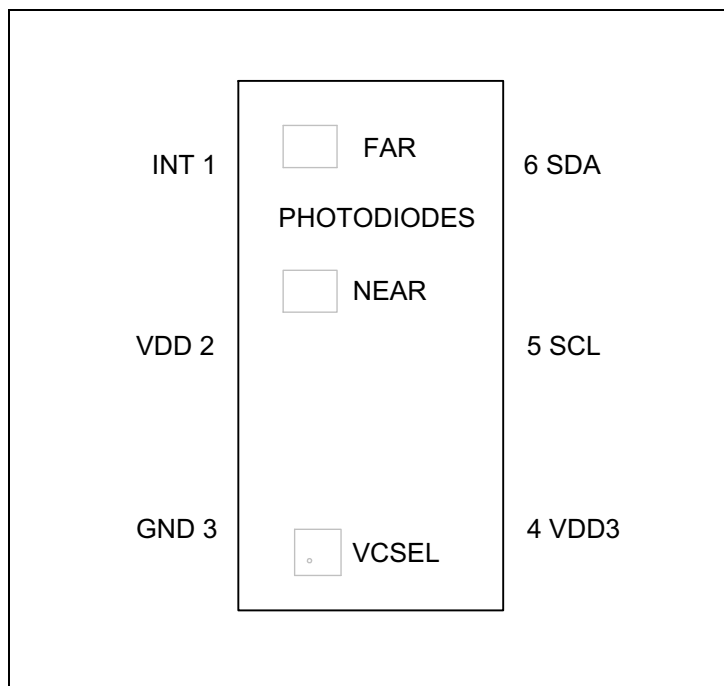 FAR
INT 1
6 SDA
PHOTODIODES
NEAR
VDD 2
5 SCL
GND 3
4 VDD3
VCSEL